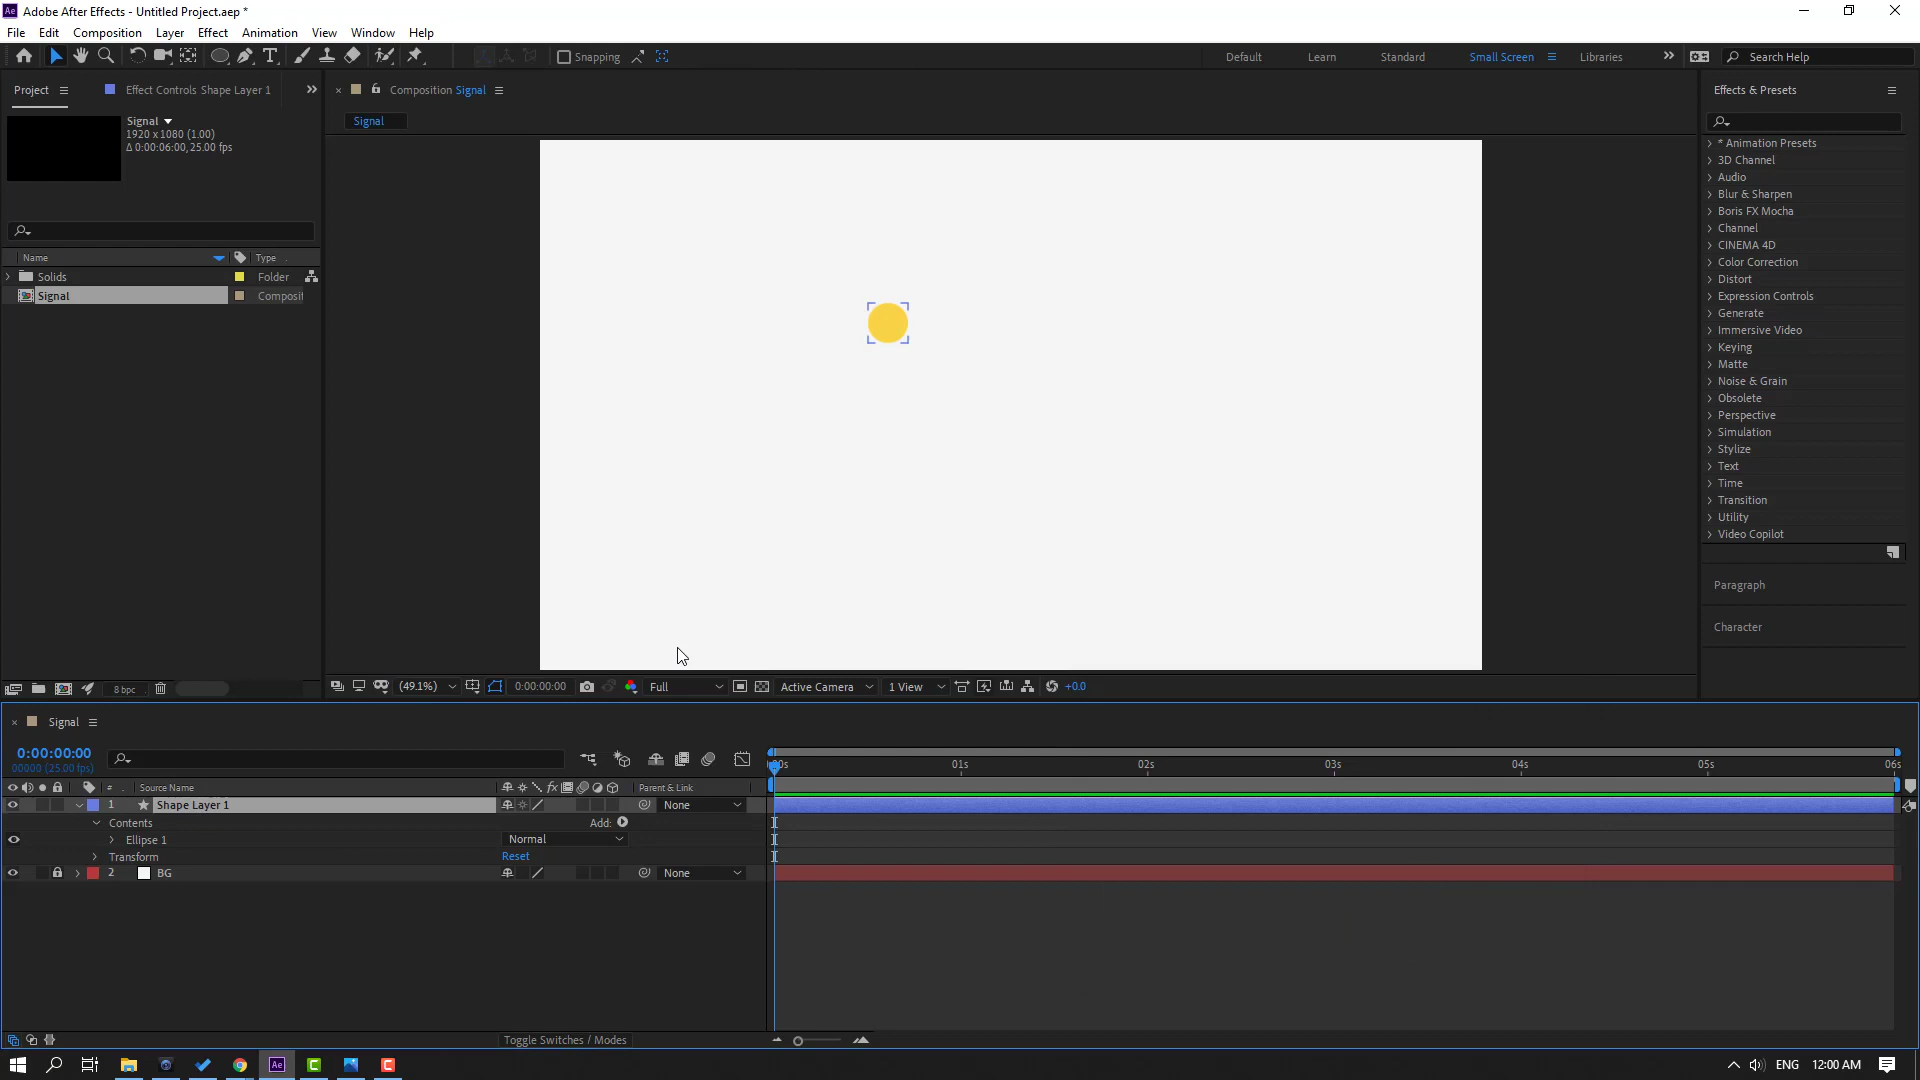 Adobe After Effects - Untitled Project.aep *
File Edit Composition Layer Effect Animation View Window Help
Snapping
Default Learn Standard Small Screen Libraries
Search Help
Project
Effect Controls Shape Layer 1
Composition Signal
Effects & Presets
Signal
1920 x 1080 (1.00)
Δ 0:00:06:00, 25.00 fps
Signal
Name Type
Solids Folder
Signal Composit
* Animation Presets
3D Channel
Audio
Blur & Sharpen
Boris FX Mocha
Channel
CINEMA 4D
Color Correction
Distort
Expression Controls
Generate
Immersive Video
Keying
Matte
Noise & Grain
Obsolete
Perspective
Simulation
Stylize
Text
Time
Transition
Utility
Video Copilot
Paragraph
Character
8 bpc
(49.1%) 0:00:00:00 Full Active Camera 1 View +0.0
Signal
0:00:00:00
00000 (25.00 fps)
01s 02s 03s 04s 05s 06s
# Source Name fx Parent & Link
1 Shape Layer 1 None
Contents Add:
Ellipse 1 Normal
Transform Reset
2 BG None
Toggle Switches / Modes
Ae
ENG 12:00 AM